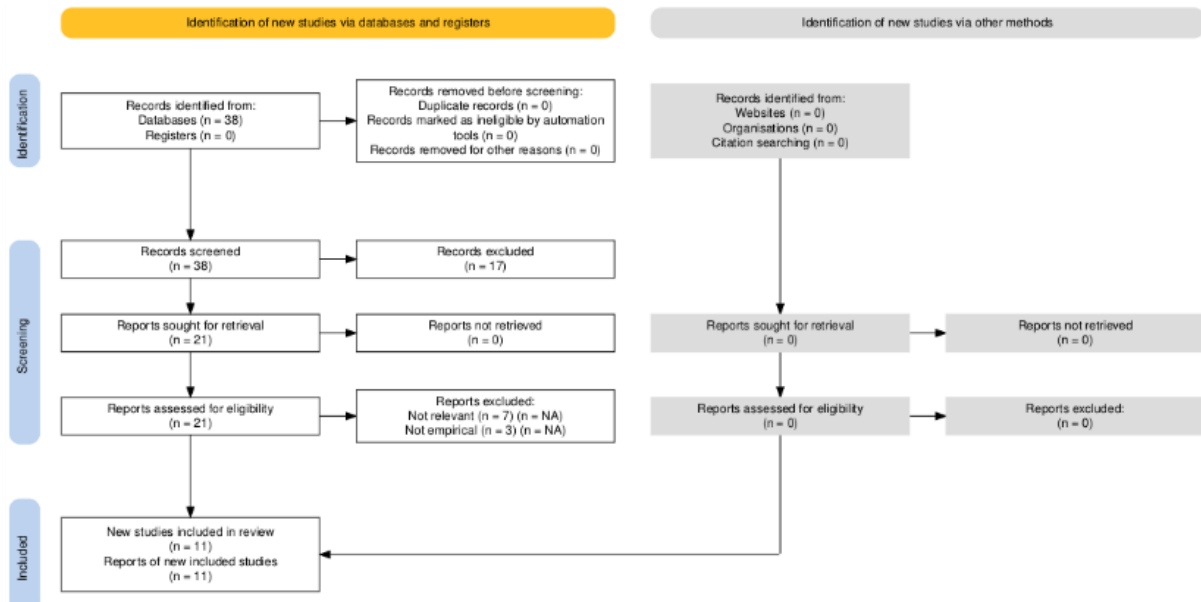 Identification of new studies via databases and registers
Identification of new studies via other methods
Identification
Records identified from:
Databases (n = 38)
Registers (n = 0)
Records removed before screening:
Duplicate records (n = 0)
Records marked as ineligible by automation
tools (n = 0)
Records removed for other reasons (n = 0)
Records identified from:
Websites (n = 0)
Organisations (n = 0)
Citation searching (n = 0)
Screening
Records screened
(n = 38)
Records excluded
(n = 17)
Reports sought for retrieval
(n = 21)
Reports not retrieved
(n = 0)
Reports sought for retrieval
(n = 0)
Reports not retrieved
(n = 0)
Reports assessed for eligibility
(n = 21)
Reports excluded:
Not relevant (n = 7) (n = NA)
Not empirical (n = 3) (n = NA)
Reports assessed for eligibility
(n = 0)
Reports excluded:
(n = 0)
Included
New studies included in review
(n = 11)
Reports of new included studies
(n = 11)